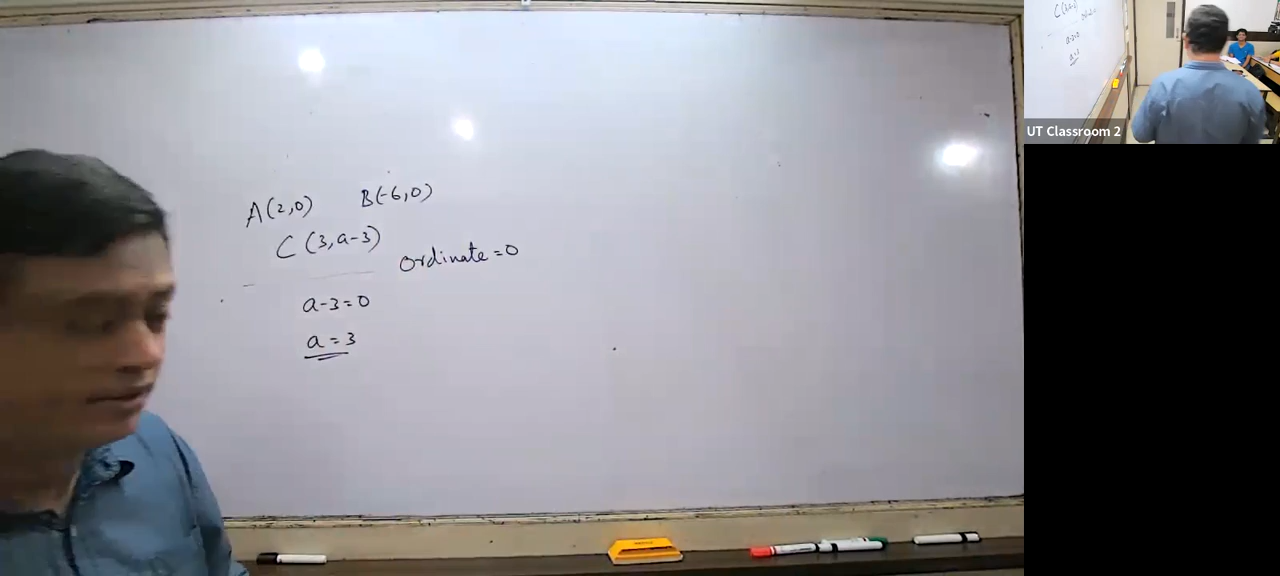 A(2,0) B(-6,0)
C (3,a-3) ordinate=0
a-3=0
a=3
UT Classroom 2